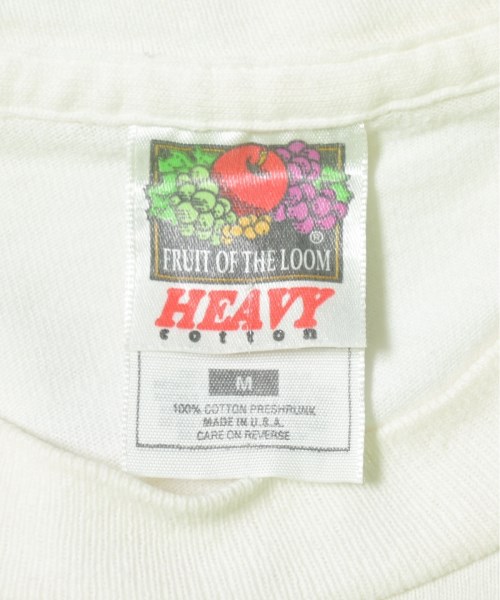 ®
FRUIT OF THE LOOM
HEAVY
cotton
M
100% COTTON PRESHRUNK
MADE IN U.S.A.
CARE ON REVERSE